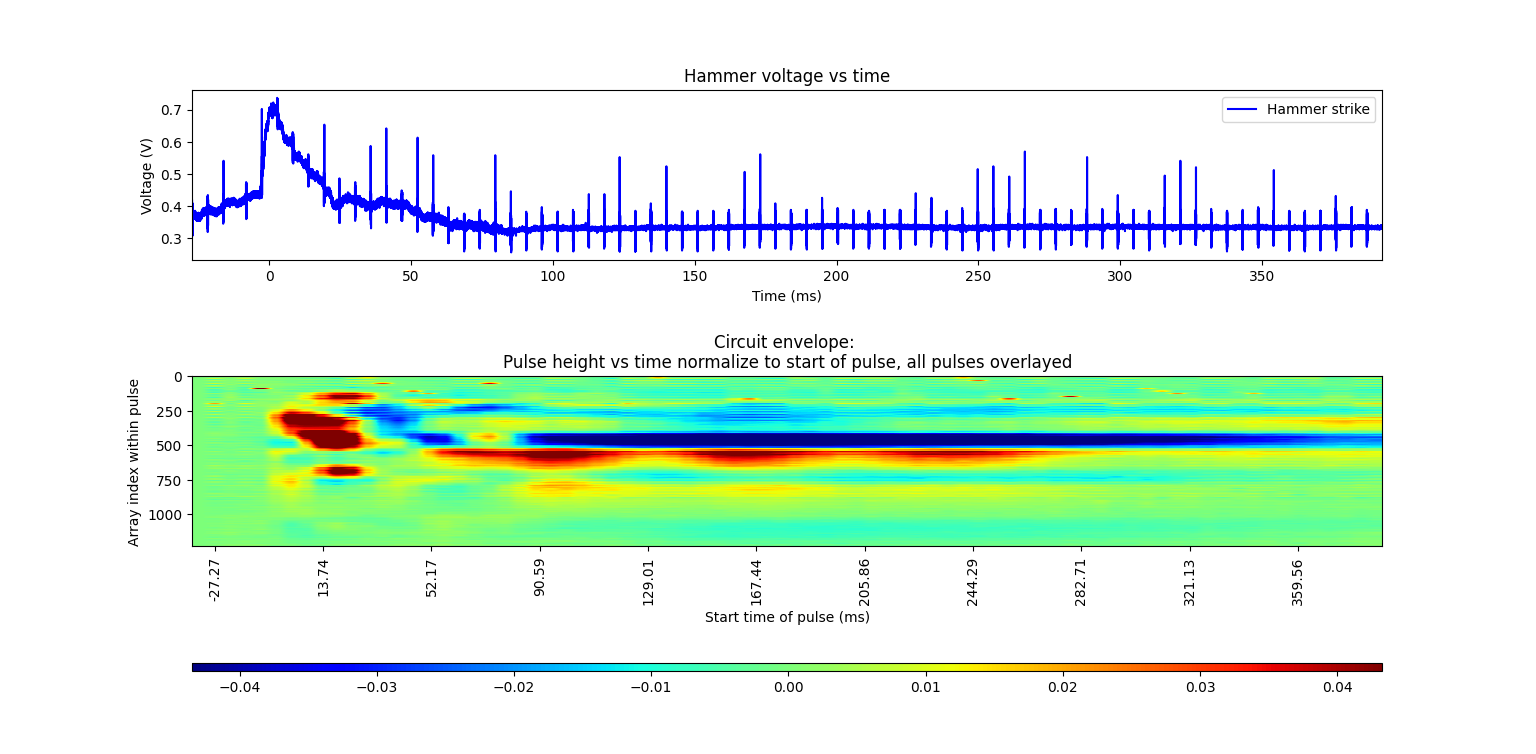 Hammer voltage vs time
Hammer strike
Voltage (V)
0.7
0.6
0.5
0.4
0.3
0 50 100 150 200 250 300 350
Time (ms)
Circuit envelope:
Pulse height vs time normalize to start of pulse, all pulses overlayed
Array index within pulse
0
250
500
750
1000
-27.27 13.74 52.17 90.59 129.01 167.44 205.86 244.29 282.71 321.13 359.56
Start time of pulse (ms)
−0.04 −0.03 −0.02 −0.01 0.00 0.01 0.02 0.03 0.04